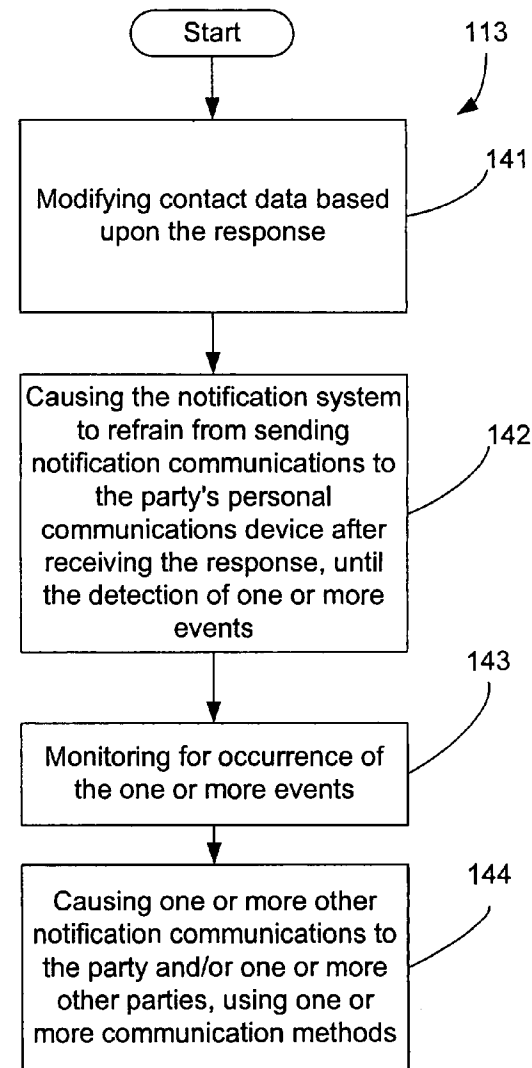 Start
113
141
Modifying contact data based
upon the response
Causing the notification system
to refrain from sending
notification communications to
the party's personal
communications device after
receiving the response, until
the detection of one or more
events
142
143
Monitoring for occurrence of
the one or more events
144
Causing one or more other
notification communications to
the party and/or one or more
other parties, using one or
more communication methods